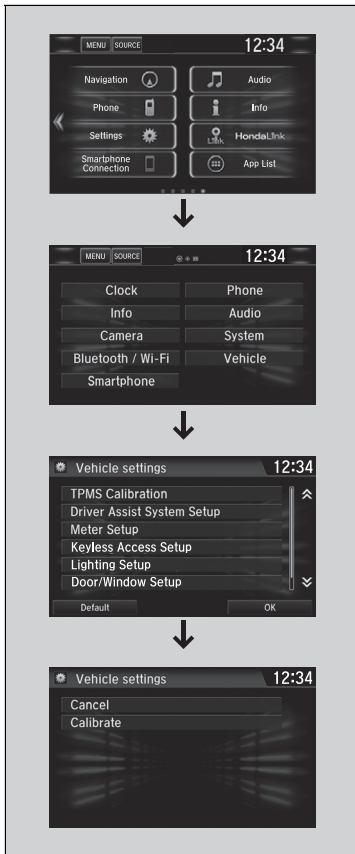 MENU SOURCE 12:34
Navigation Audio
Phone Info
Settings Link HondaLink
Smartphone
Connection App List
MENU SOURCE 12:34
Clock Phone
Info Audio
Camera System
Bluetooth / Wi-Fi Vehicle
Smartphone
Vehicle settings 12:34
TPMS Calibration
Driver Assist System Setup
Meter Setup
Keyless Access Setup
Lighting Setup
Door/Window Setup
Default OK
Vehicle settings 12:34
Cancel
Calibrate